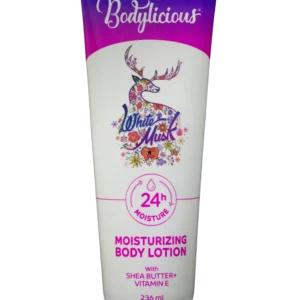 Bodylicious
White
Musk
24h
MOISTURE
MOISTURIZING
BODY LOTION
With
SHEA BUTTER+
VITAMIN E
236 ml